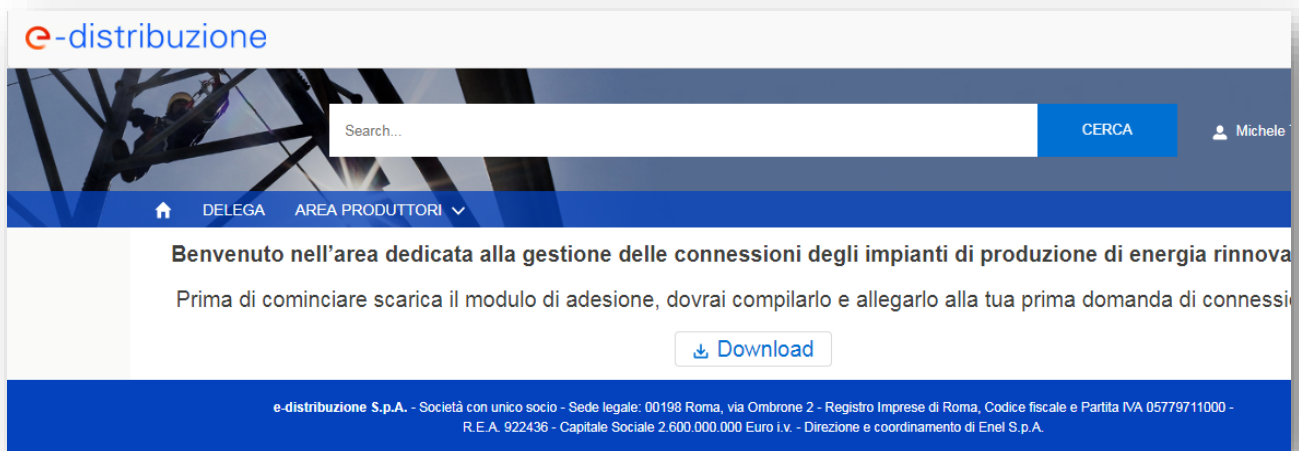 e-distribuzione
Search...
CERCA
Michele
DELEGA
AREA PRODUTTORI
Benvenuto nell'area dedicata alla gestione delle connessioni degli impianti di produzione di energia rinnova
Prima di cominciare scarica il modulo di adesione, dovrai compilarlo e allegarlo alla tua prima domanda di connessi
Download
e-distribuzione S.p.A. - Società con unico socio - Sede legale: 00198 Roma, via Ombrone 2 - Registro Imprese di Roma, Codice fiscale e Partita IVA 05779711000 -
R.E.A. 922436 - Capitale Sociale 2.600.000.000 Euro i.v. - Direzione e coordinamento di Enel S.p.A.